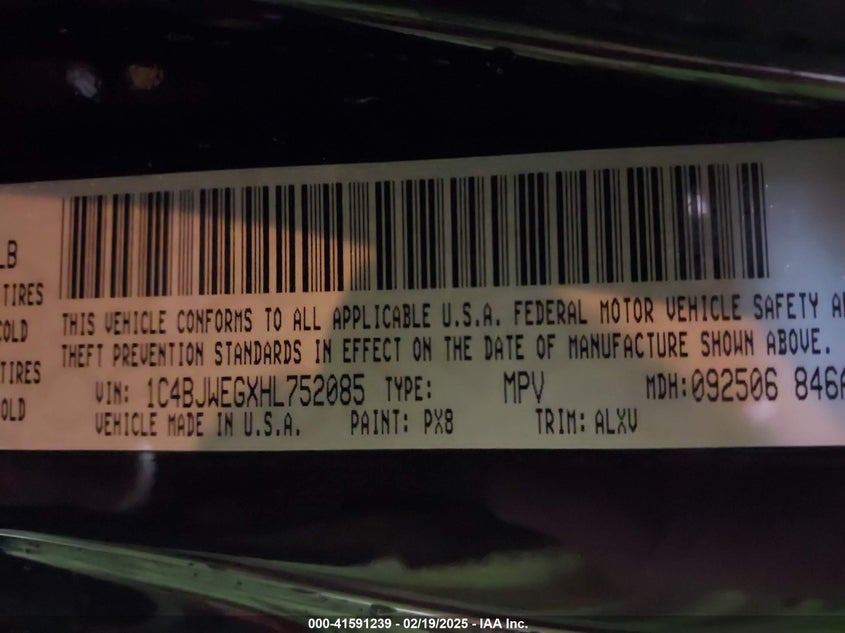 LB
TIRES
COLD
THIS VEHICLE CONFORMS TO ALL APPLICABLE U.S.A. FEDERAL MOTOR VEHICLE SAFETY AN
THEFT PREVENTION STANDARDS IN EFFECT ON THE DATE OF MANUFACTURE SHOWN ABOVE.
TIRES
VIN: 1C4BJWEGXHL752085 TYPE: MPV MDH:092506 846A
OLD
VEHICLE MADE IN U.S.A. PAINT: PX8 TRIM: ALXV
000-41591239 - 02/19/2025 - IAA Inc.